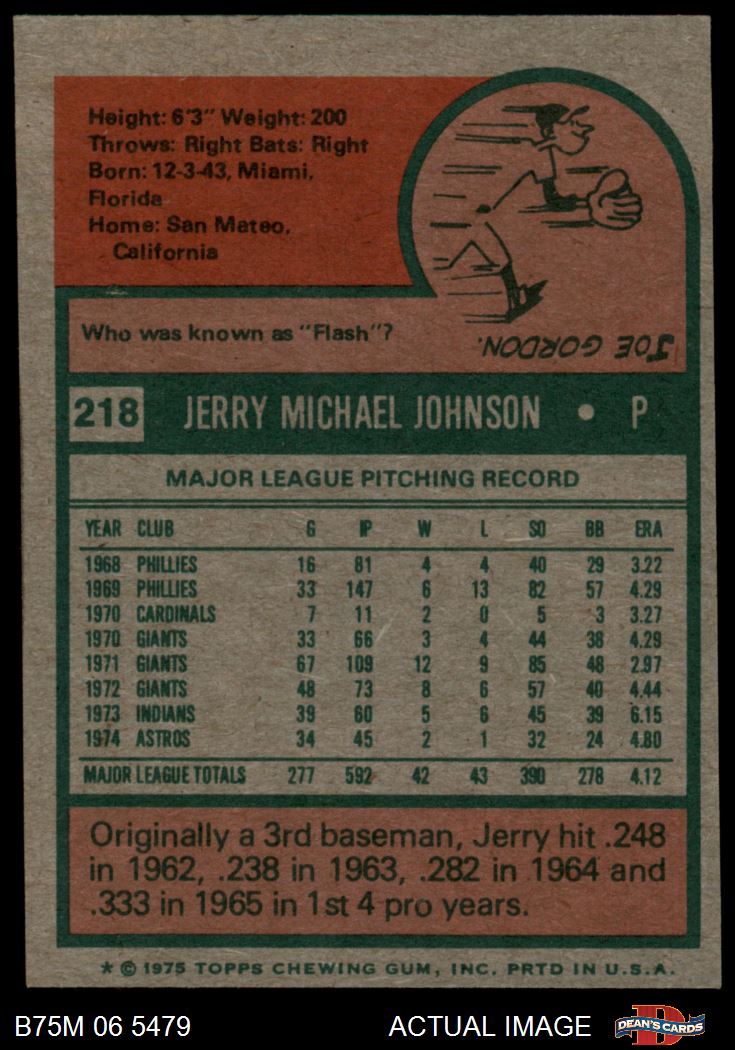 Height: 6'3" Weight: 200
Throws: Right Bats: Right
Born: 12-3-43, Miami,
Florida
Home: San Mateo,
California
Who was known as "Flash"?
JOE GORDON.
218 JERRY MICHAEL JOHNSON • P
MAJOR LEAGUE PITCHING RECORD
YEAR CLUB G IP W L SO BB ERA
1968 PHILLIES 16 81 4 4 40 29 3.22
1969 PHILLIES 33 147 6 13 82 57 4.29
1970 CARDINALS 7 11 2 0 5 3 3.27
1970 GIANTS 33 66 3 4 44 38 4.29
1971 GIANTS 67 109 12 9 85 48 2.97
1972 GIANTS 48 73 8 6 57 40 4.44
1973 INDIANS 39 60 5 6 45 39 6.15
1974 ASTROS 34 45 2 1 32 24 4.80
MAJOR LEAGUE TOTALS 277 592 42 43 390 278 4.12
Originally a 3rd baseman, Jerry hit .248
in 1962, .238 in 1963, .282 in 1964 and
.333 in 1965 in 1st 4 pro years.
* © 1975 TOPPS CHEWING GUM, INC. PRTD IN U.S.A.
B75M 06 5479 ACTUAL IMAGE DEAN'S CARDS